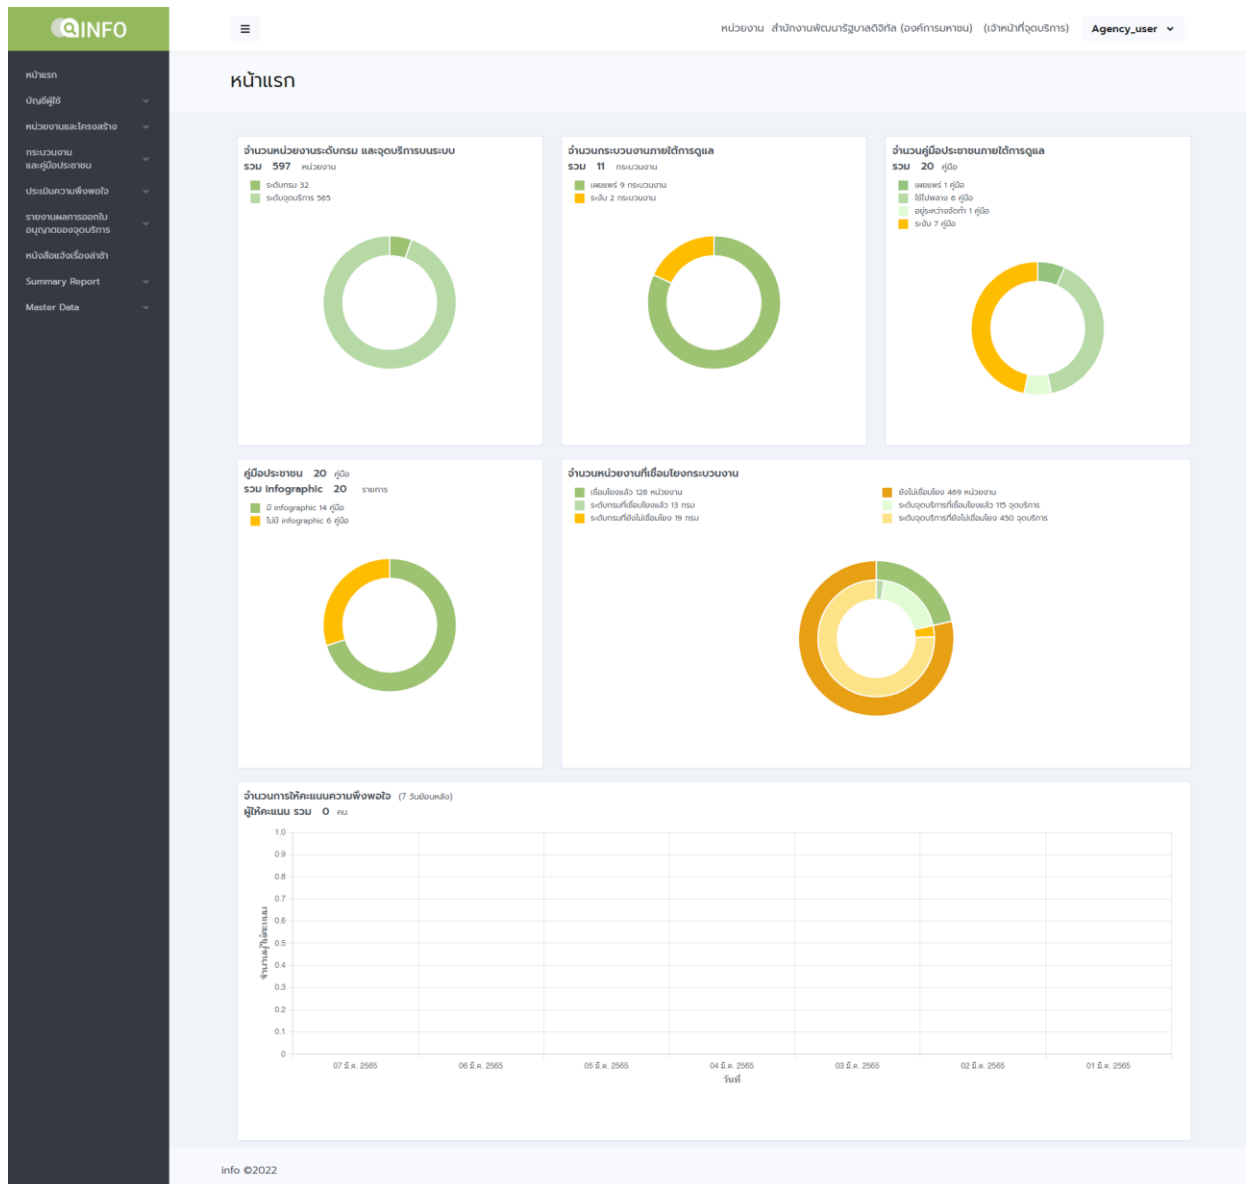 INFO
☰
หน่วยงาน สำนักงานพัฒนารัฐบาลดิจิทัล (องค์การมหาชน) (เจ้าหน้าที่จุดบริการ) Agency_user
หน้าแรก
บัญชีผู้ใช้
หน่วยงานและโครงสร้าง
กระบวนงาน
และคู่มือประชาชน
ประเมินความพึงพอใจ
รายงานผลการออกใบ
อนุญาตของจุดบริการ
หนังสือแจ้งเรื่องล่าช้า
Summary Report
Master Data
หน้าแรก
จำนวนหน่วยงานระดับกรม และจุดบริการบนระบบ
รวม 597 หน่วยงาน
ระดับกรม 32
ระดับจุดบริการ 565
จำนวนกระบวนงานภายใต้การดูแล
รวม 11 กระบวนงาน
เผยแพร่ 9 กระบวนงาน
ระงับ 2 กระบวนงาน
จำนวนคู่มือประชาชนภายใต้การดูแล
รวม 20 คู่มือ
เผยแพร่ 1 คู่มือ
ใช้ไปพลาง 6 คู่มือ
อยู่ระหว่างจัดทำ 1 คู่มือ
ระงับ 7 คู่มือ
คู่มือประชาชน 20 คู่มือ
รวม infographic 20 รายการ
มี infographic 14 คู่มือ
ไม่มี infographic 6 คู่มือ
จำนวนหน่วยงานที่เชื่อมโยงกระบวนงาน
เชื่อมโยงแล้ว 128 หน่วยงาน
ระดับกรมที่เชื่อมโยงแล้ว 13 กรม
ระดับกรมที่ยังไม่เชื่อมโยง 19 กรม
ยังไม่เชื่อมโยง 469 หน่วยงาน
ระดับจุดบริการที่เชื่อมโยงแล้ว 115 จุดบริการ
ระดับจุดบริการที่ยังไม่เชื่อมโยง 450 จุดบริการ
จำนวนการให้คะแนนความพึงพอใจ (7 วันย้อนหลัง)
ผู้ให้คะแนน รวม 0 คน
จำนวนผู้ให้คะแนน
1.0
0.9
0.8
0.7
0.6
0.5
0.4
0.3
0.2
0.1
0
07 มี.ค. 2565 06 มี.ค. 2565 05 มี.ค. 2565 04 มี.ค. 2565 03 มี.ค. 2565 02 มี.ค. 2565 01 มี.ค. 2565
วันที่
info ©2022